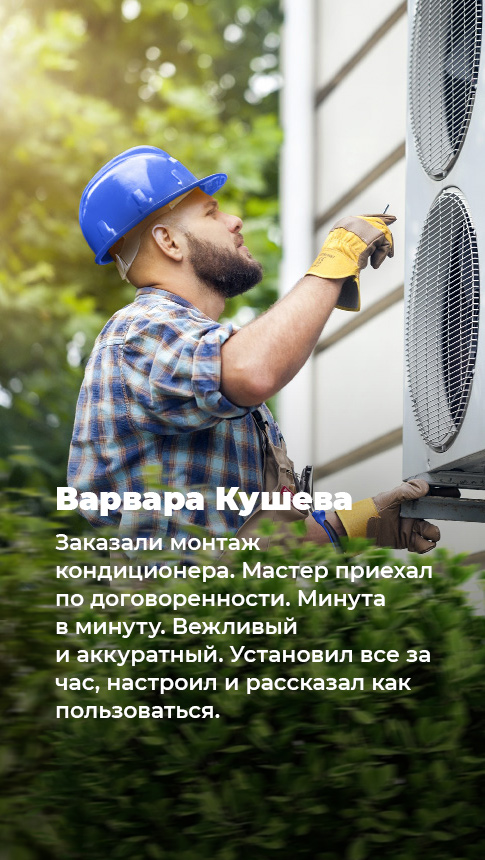 Варвара Кушева
Заказали монтаж
кондиционера. Мастер приехал
по договоренности. Минута
в минуту. Вежливый
и аккуратный. Установил все за
час, настроил и рассказал как
пользоваться.